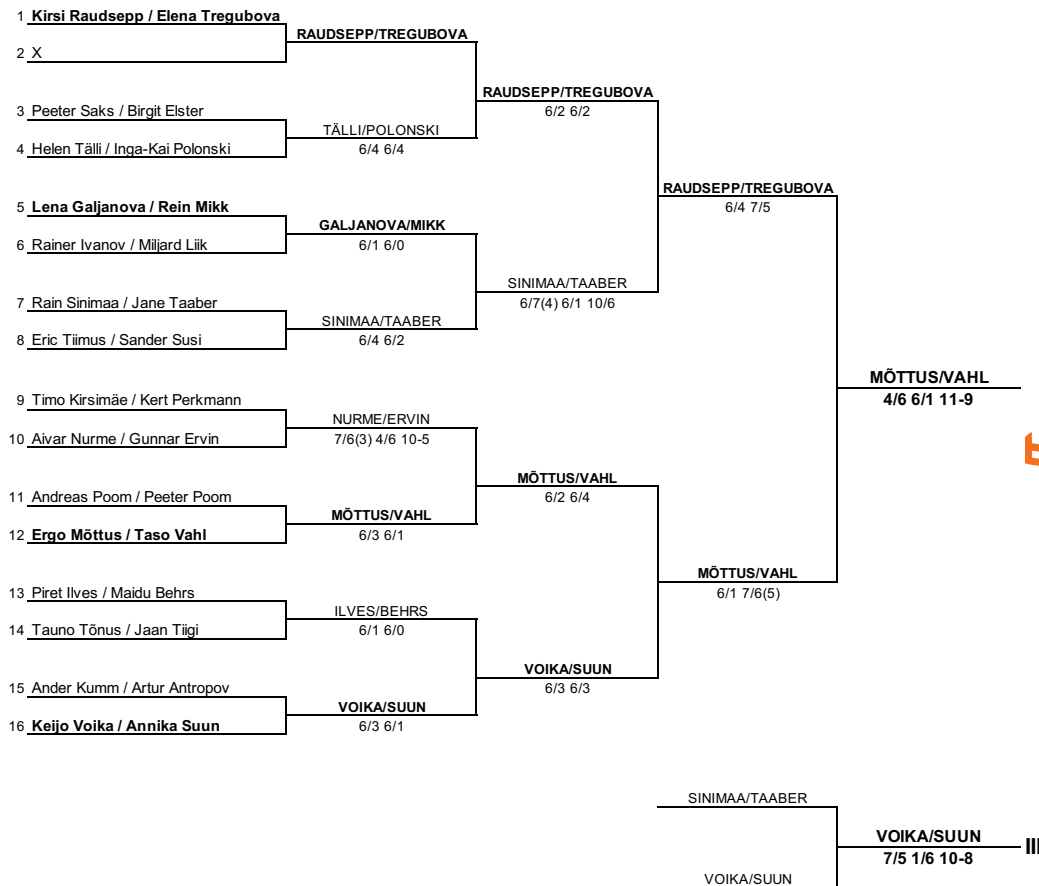 1 Kirsi Raudsepp / Elena Tregubova
RAUDSEPP/TREGUBOVA
2 X
RAUDSEPP/TREGUBOVA
6/2 6/2
3 Peeter Saks / Birgit Elster
TÄLLI/POLONSKI
4 Helen Tälli / Inga-Kai Polonski
6/4 6/4
RAUDSEPP/TREGUBOVA
6/4 7/5
5 Lena Galjanova / Rein Mikk
GALJANOVA/MIKK
6 Rainer Ivanov / Miljard Liik
6/1 6/0
SINIMAA/TAABER
6/7(4) 6/1 10/6
7 Rain Sinimaa / Jane Taaber
SINIMAA/TAABER
8 Eric Tiimus / Sander Susi
6/4 6/2
MÕTTUS/VAHL
4/6 6/1 11-9
9 Timo Kirsimäe / Kert Perkmann
NURME/ERVIN
10 Aivar Nurme / Gunnar Ervin
7/6(3) 4/6 10-5
MÕTTUS/VAHL
6/2 6/4
11 Andreas Poom / Peeter Poom
MÕTTUS/VAHL
12 Ergo Mõttus / Taso Vahl
6/3 6/1
MÕTTUS/VAHL
6/1 7/6(5)
13 Piret Ilves / Maidu Behrs
ILVES/BEHRS
14 Tauno Tõnus / Jaan Tiigi
6/1 6/0
VOIKA/SUUN
6/3 6/3
15 Ander Kumm / Artur Antropov
VOIKA/SUUN
16 Keijo Voika / Annika Suun
6/3 6/1
SINIMAA/TAABER
VOIKA/SUUN
7/5 1/6 10-8
VOIKA/SUUN